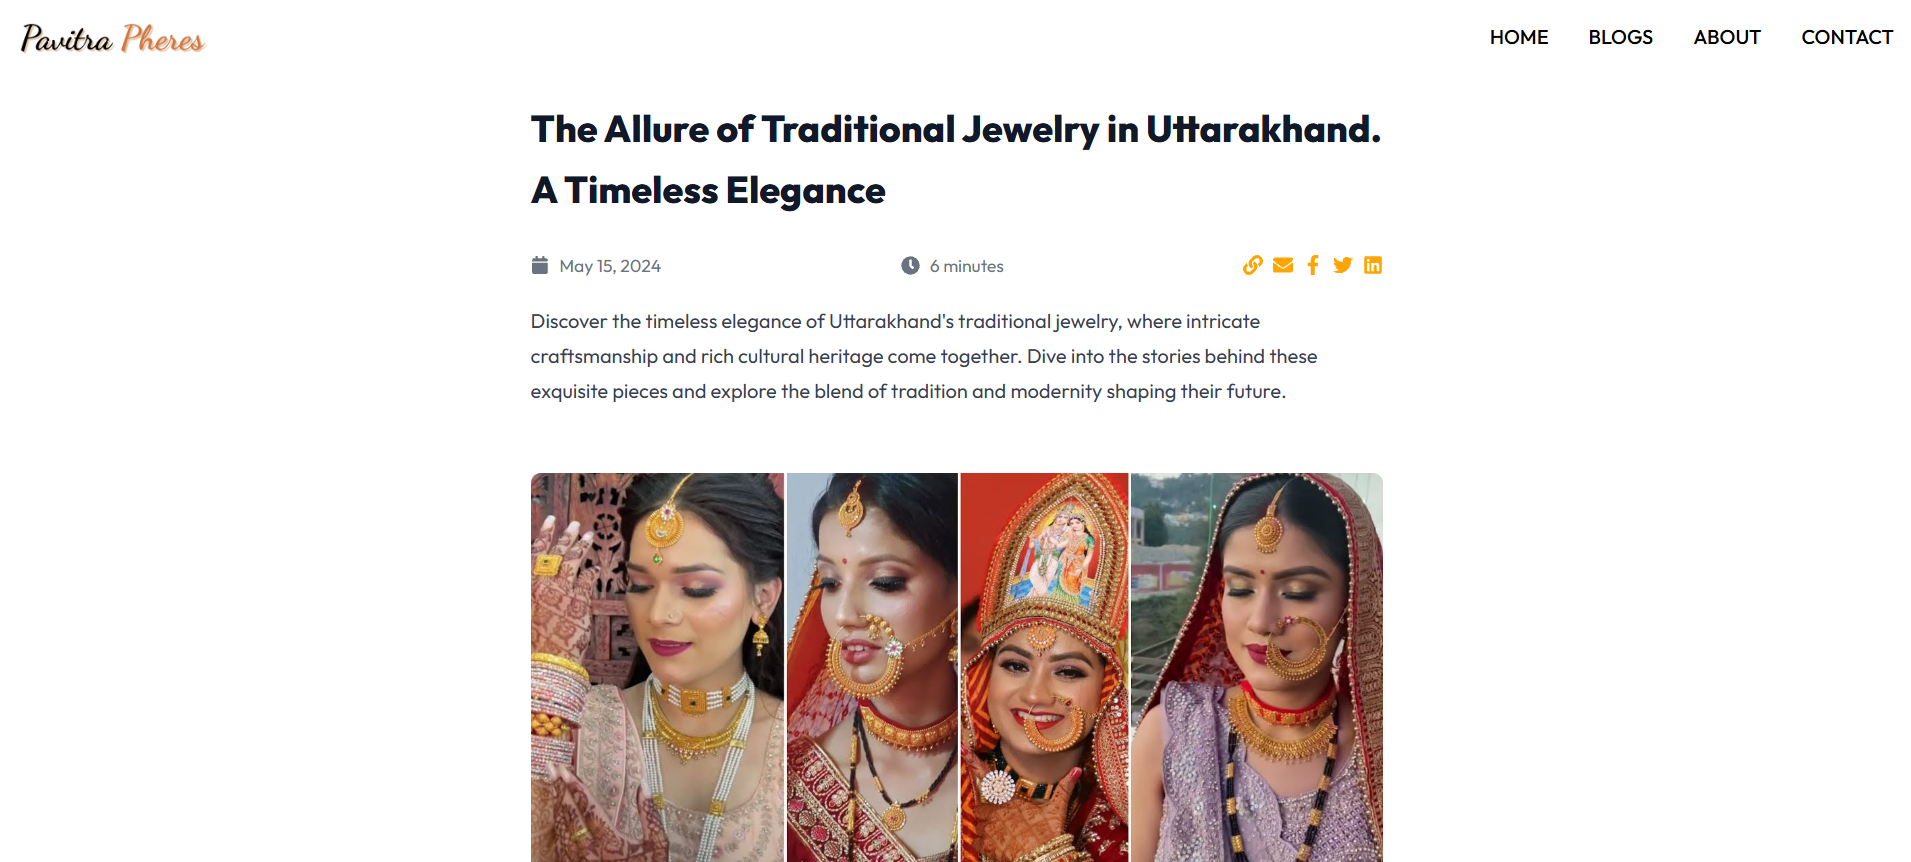 Pavitra Pheres
HOME
BLOGS
ABOUT
CONTACT
The Allure of Traditional Jewelry in Uttarakhand.
A Timeless Elegance
May 15, 2024
6 minutes
Discover the timeless elegance of Uttarakhand's traditional jewelry, where intricate
craftsmanship and rich cultural heritage come together. Dive into the stories behind these
exquisite pieces and explore the blend of tradition and modernity shaping their future.